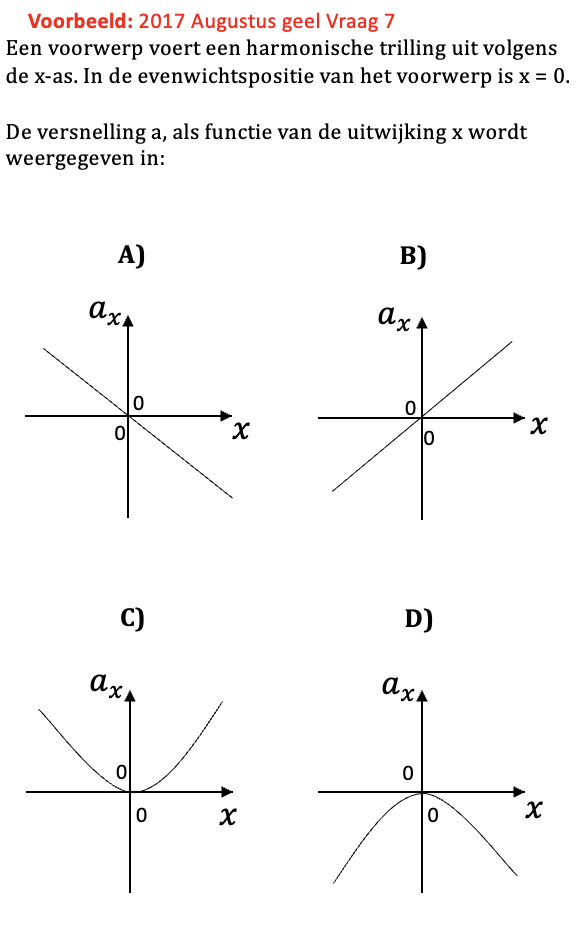 Voorbeeld: 2017 Augustus geel Vraag 7
Een voorwerp voert een harmonische trilling uit volgens
de x-as. In de evenwichtspositie van het voorwerp is x = 0.
De versnelling a, als functie van de uitwijking x wordt
weergegeven in:
A)
aₓ
0
0
x
B)
aₓ
0
0
x
C)
aₓ
0
0
x
D)
aₓ
0
0
x